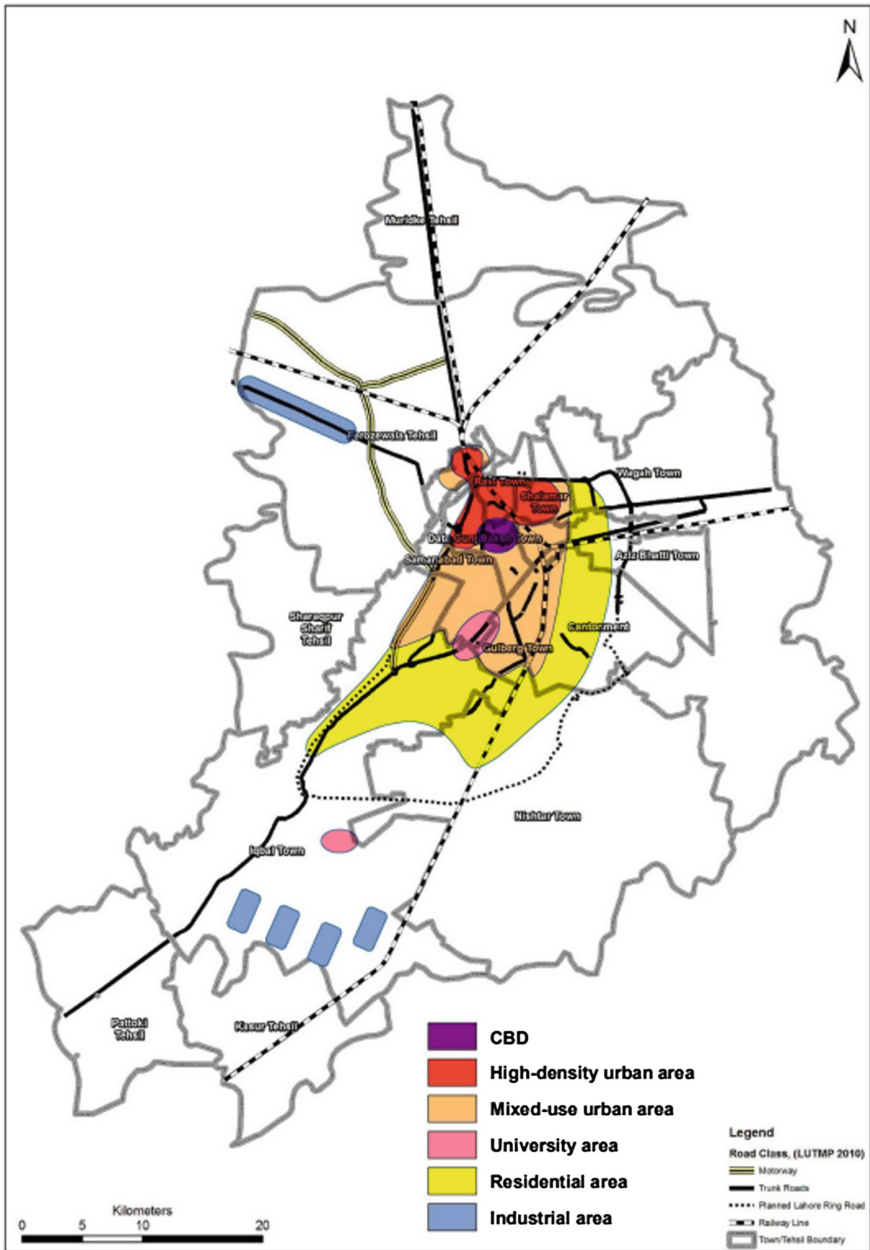 N
Muridke Tehsil
Ferozewala Tehsil
Ravi Town
Wagah Town
Shalamar
Town
Data Gunj Baksh Town
Samanabad Town
Aziz Bhatti Town
Sharaqpur
Sharif
Tehsil
Cantonment
Gulberg Town
Nishtar Town
Iqbal Town
Pattoki
Tehsil
Kasur Tehsil
CBD
High-density urban area
Mixed-use urban area
University area
Residential area
Industrial area
Legend
Road Class, (LUTMP 2010)
Motorway
Trunk Roads
Planned Lahore Ring Road
Railway Line
Town/Tehsil Boundary
Kilometers
0 5 10 20